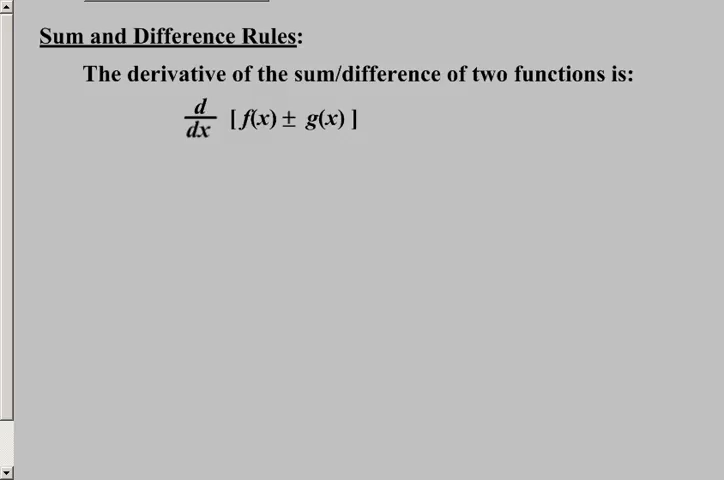 Sum and Difference Rules:
The derivative of the sum/difference of two functions is:
d/dx [ f(x) ± g(x) ]